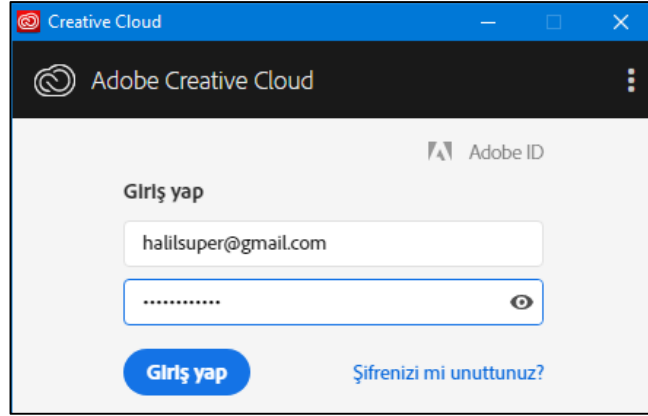 Creative Cloud
Adobe Creative Cloud
Adobe ID
Giriş yap
halilsuper@gmail.com
••••••••••••
Giriş yap
Şifrenizi mi unuttunuz?